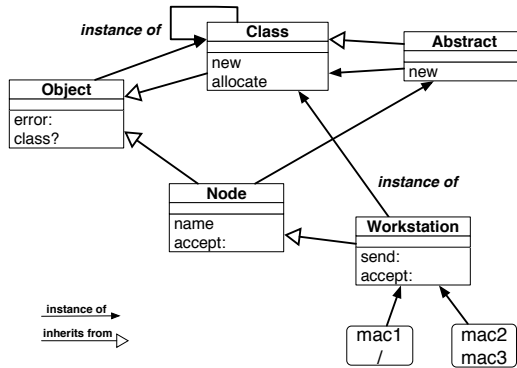 instance of
Class
new
allocate
Abstract
new
Object
error:
class?
instance of
Node
name
accept:
Workstation
send:
accept:
instance of
inherits from
mac1
/
mac2
mac3